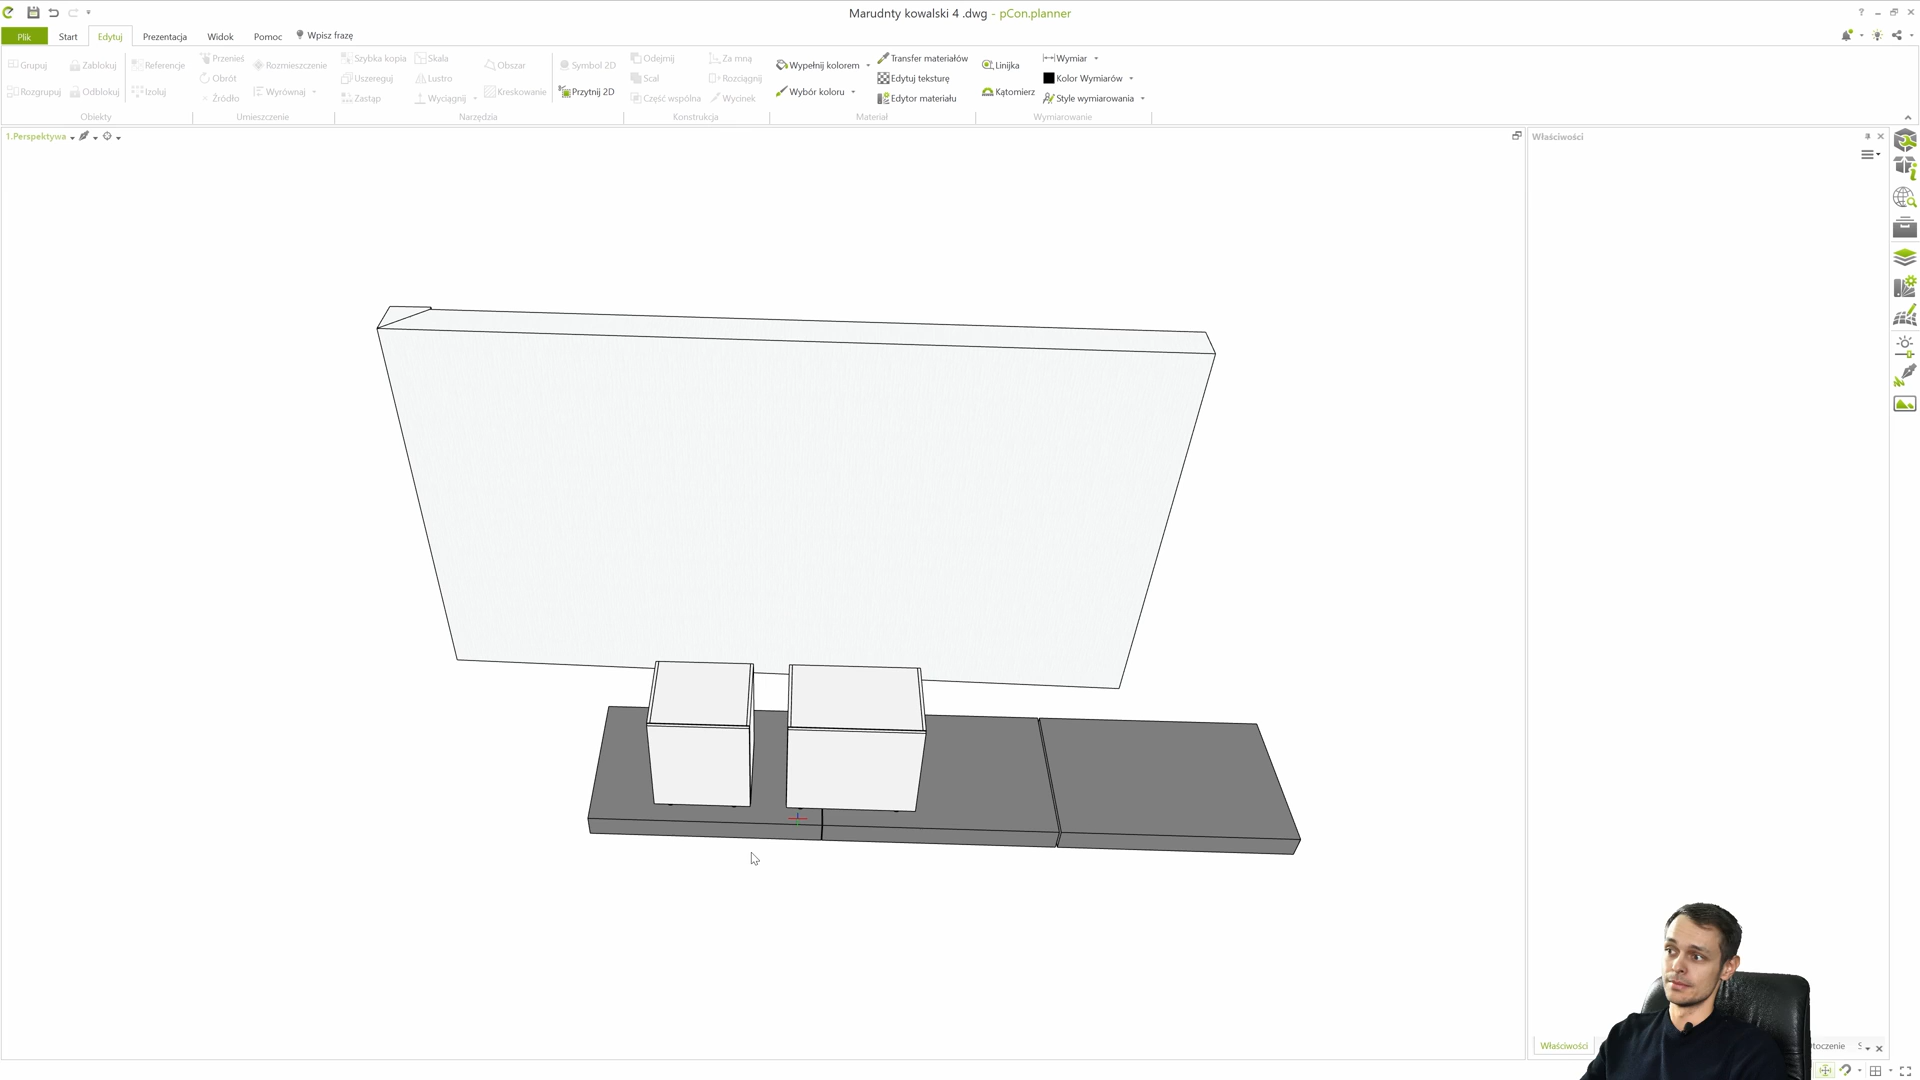 Marudnty kowalski 4 .dwg - pCon.planner
Plik Start Edytuj Prezentacja Widok Pomoc Wpisz frazę
Grupuj Zablokuj Referencje
Rozgrupuj Odblokuj Izoluj
Obiekty
Przenieś Rozmieszczenie
Obrót
Źródło Wyrównaj
Umieszczenie
Szybka kopia Skala Obszar
Uszereguj Lustro
Zastąp Wyciągnij Kreskowanie
Symbol 2D
Przytnij 2D
Narzędzia
Odejmij Za mną
Scal Rozciągnij
Część wspólna Wycinek
Konstrukcja
Wypełnij kolorem Transfer materiałów
Edytuj teksturę
Wybór koloru Edytor materiału
Materiał
Linijka Wymiar
Kolor Wymiarów
Kątomierz Style wymiarowania
Wymiarowanie
1.Perspektywa
Właściwości
Właściwości toczenie